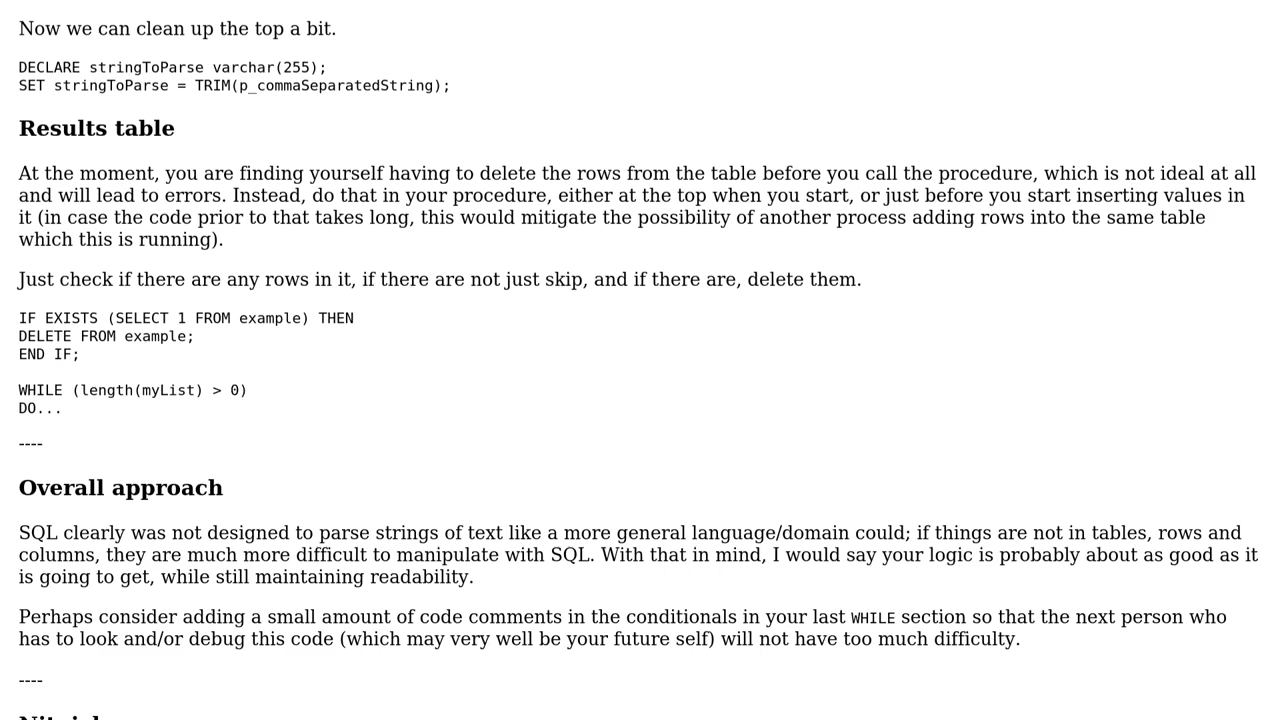 Now we can clean up the top a bit.
DECLARE stringToParse varchar(255);
SET stringToParse = TRIM(p_commaSeparatedString);
Results table
At the moment, you are finding yourself having to delete the rows from the table before you call the procedure, which is not ideal at all
and will lead to errors. Instead, do that in your procedure, either at the top when you start, or just before you start inserting values in
it (in case the code prior to that takes long, this would mitigate the possibility of another process adding rows into the same table
which this is running).
Just check if there are any rows in it, if there are not just skip, and if there are, delete them.
IF EXISTS (SELECT 1 FROM example) THEN
DELETE FROM example;
END IF;
WHILE (length(myList) > 0)
DO...
----
Overall approach
SQL clearly was not designed to parse strings of text like a more general language/domain could; if things are not in tables, rows and
columns, they are much more difficult to manipulate with SQL. With that in mind, I would say your logic is probably about as good as it
is going to get, while still maintaining readability.
Perhaps consider adding a small amount of code comments in the conditionals in your last WHILE section so that the next person who
has to look and/or debug this code (which may very well be your future self) will not have too much difficulty.
----